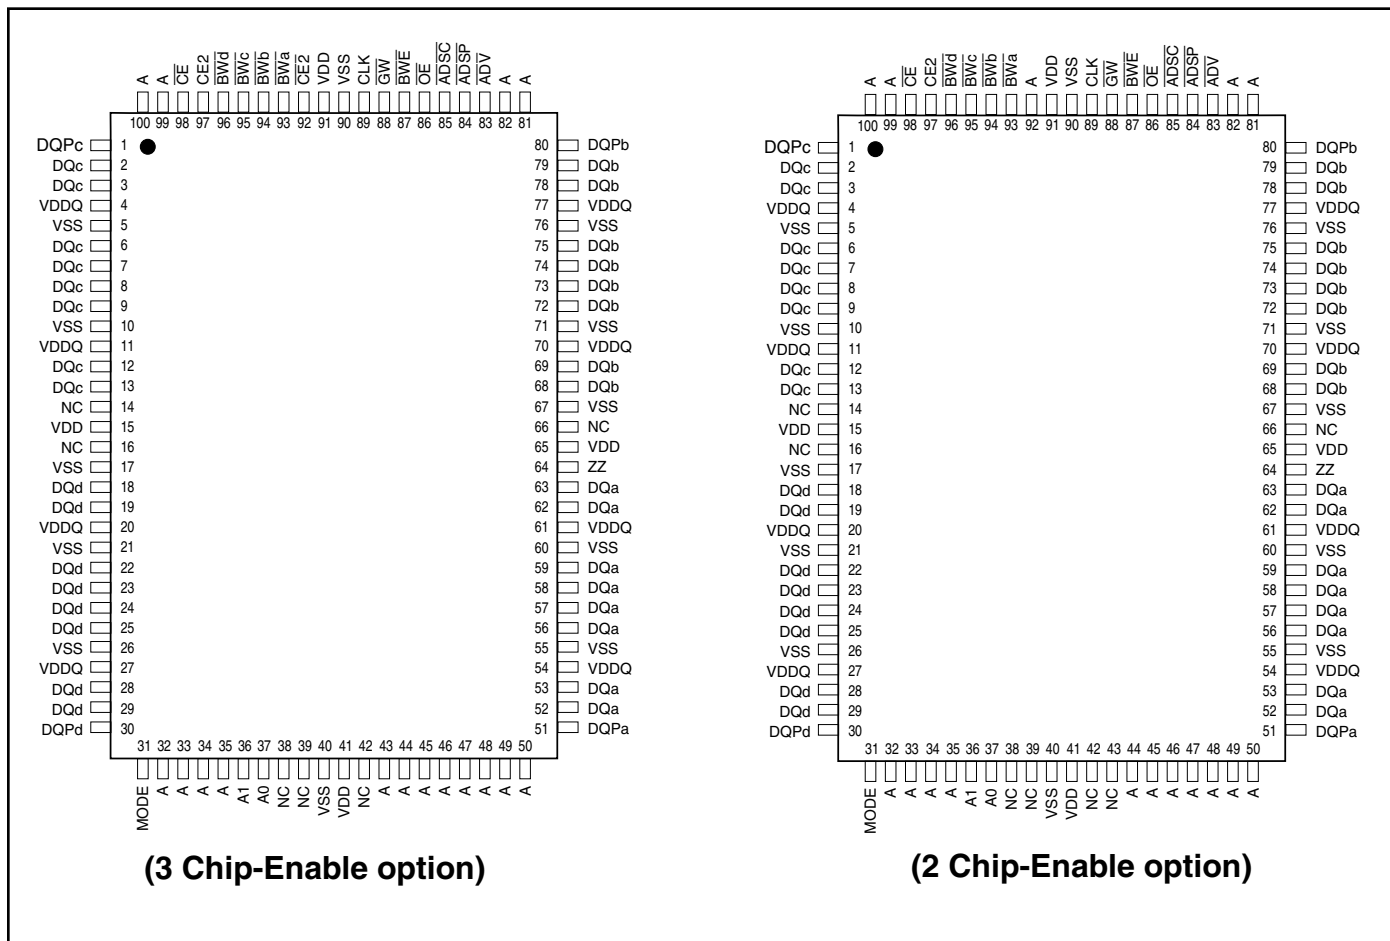 A A CE CE2 BWd BWc BWb BWa CE2 VDD VSS CLK GW BWE OE ADSC ADSP ADV A A
100 99 98 97 96 95 94 93 92 91 90 89 88 87 86 85 84 83 82 81
DQPc 1 80 DQPb
DQc 2 79 DQb
DQc 3 78 DQb
VDDQ 4 77 VDDQ
VSS 5 76 VSS
DQc 6 75 DQb
DQc 7 74 DQb
DQc 8 73 DQb
DQc 9 72 DQb
VSS 10 71 VSS
VDDQ 11 70 VDDQ
DQc 12 69 DQb
DQc 13 68 DQb
NC 14 67 VSS
VDD 15 66 NC
NC 16 65 VDD
VSS 17 64 ZZ
DQd 18 63 DQa
DQd 19 62 DQa
VDDQ 20 61 VDDQ
VSS 21 60 VSS
DQd 22 59 DQa
DQd 23 58 DQa
DQd 24 57 DQa
DQd 25 56 DQa
VSS 26 55 VSS
VDDQ 27 54 VDDQ
DQd 28 53 DQa
DQd 29 52 DQa
DQPd 30 51 DQPa
31 32 33 34 35 36 37 38 39 40 41 42 43 44 45 46 47 48 49 50
MODE A A A A A1 A0 NC NC VSS VDD NC A A A A A A A A
(3 Chip-Enable option)
A A CE CE2 BWd BWc BWb BWa A VDD VSS CLK GW BWE OE ADSC ADSP ADV A A
100 99 98 97 96 95 94 93 92 91 90 89 88 87 86 85 84 83 82 81
DQPc 1 80 DQPb
DQc 2 79 DQb
DQc 3 78 DQb
VDDQ 4 77 VDDQ
VSS 5 76 VSS
DQc 6 75 DQb
DQc 7 74 DQb
DQc 8 73 DQb
DQc 9 72 DQb
VSS 10 71 VSS
VDDQ 11 70 VDDQ
DQc 12 69 DQb
DQc 13 68 DQb
NC 14 67 VSS
VDD 15 66 NC
NC 16 65 VDD
VSS 17 64 ZZ
DQd 18 63 DQa
DQd 19 62 DQa
VDDQ 20 61 VDDQ
VSS 21 60 VSS
DQd 22 59 DQa
DQd 23 58 DQa
DQd 24 57 DQa
DQd 25 56 DQa
VSS 26 55 VSS
VDDQ 27 54 VDDQ
DQd 28 53 DQa
DQd 29 52 DQa
DQPd 30 51 DQPa
31 32 33 34 35 36 37 38 39 40 41 42 43 44 45 46 47 48 49 50
MODE A A A A A1 A0 NC NC VSS VDD NC NC A A A A A A A
(2 Chip-Enable option)